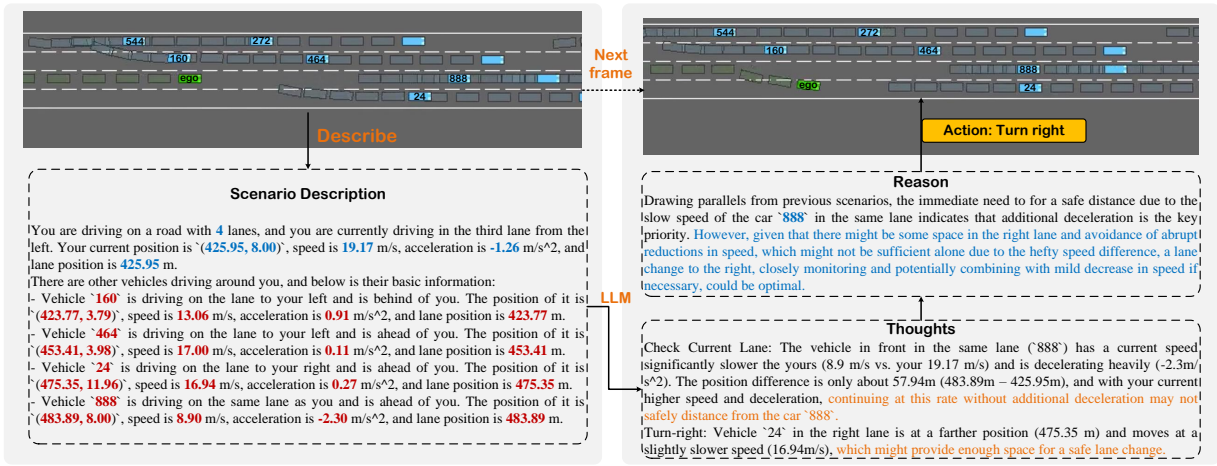 544
272
160
464
ego
888
24
Next
frame
544
272
160
464
888
ego
24
Describe
Action: Turn right
Scenario Description
You are driving on a road with 4 lanes, and you are currently driving in the third lane from the
left. Your current position is `(425.95, 8.00)`, speed is 19.17 m/s, acceleration is -1.26 m/s^2, and
lane position is 425.95 m.
There are other vehicles driving around you, and below is their basic information:
- Vehicle `160` is driving on the lane to your left and is behind of you. The position of it is
`(423.77, 3.79)`, speed is 13.06 m/s, acceleration is 0.91 m/s^2, and lane position is 423.77 m.
- Vehicle `464` is driving on the lane to your left and is ahead of you. The position of it is
`(453.41, 3.98)`, speed is 17.00 m/s, acceleration is 0.11 m/s^2, and lane position is 453.41 m.
- Vehicle `24` is driving on the lane to your right and is ahead of you. The position of it is
`(475.35, 11.96)`, speed is 16.94 m/s, acceleration is 0.27 m/s^2, and lane position is 475.35 m.
- Vehicle `888` is driving on the same lane as you and is ahead of you. The position of it is
`(483.89, 8.00)`, speed is 8.90 m/s, acceleration is -2.30 m/s^2, and lane position is 483.89 m.
LLM
Reason
Drawing parallels from previous scenarios, the immediate need to for a safe distance due to the
slow speed of the car `888` in the same lane indicates that additional deceleration is the key
priority. However, given that there might be some space in the right lane and avoidance of abrupt
reductions in speed, which might not be sufficient alone due to the hefty speed difference, a lane
change to the right, closely monitoring and potentially combining with mild decrease in speed if
necessary, could be optimal.
Thoughts
Check Current Lane: The vehicle in front in the same lane (`888`) has a current speed
significantly slower the yours (8.9 m/s vs. your 19.17 m/s) and is decelerating heavily (-2.3m/
s^2). The position difference is only about 57.94m (483.89m – 425.95m), and with your current
higher speed and deceleration, continuing at this rate without additional deceleration may not
safely distance from the car `888`.
Turn-right: Vehicle `24` in the right lane is at a farther position (475.35 m) and moves at a
slightly slower speed (16.94m/s), which might provide enough space for a safe lane change.